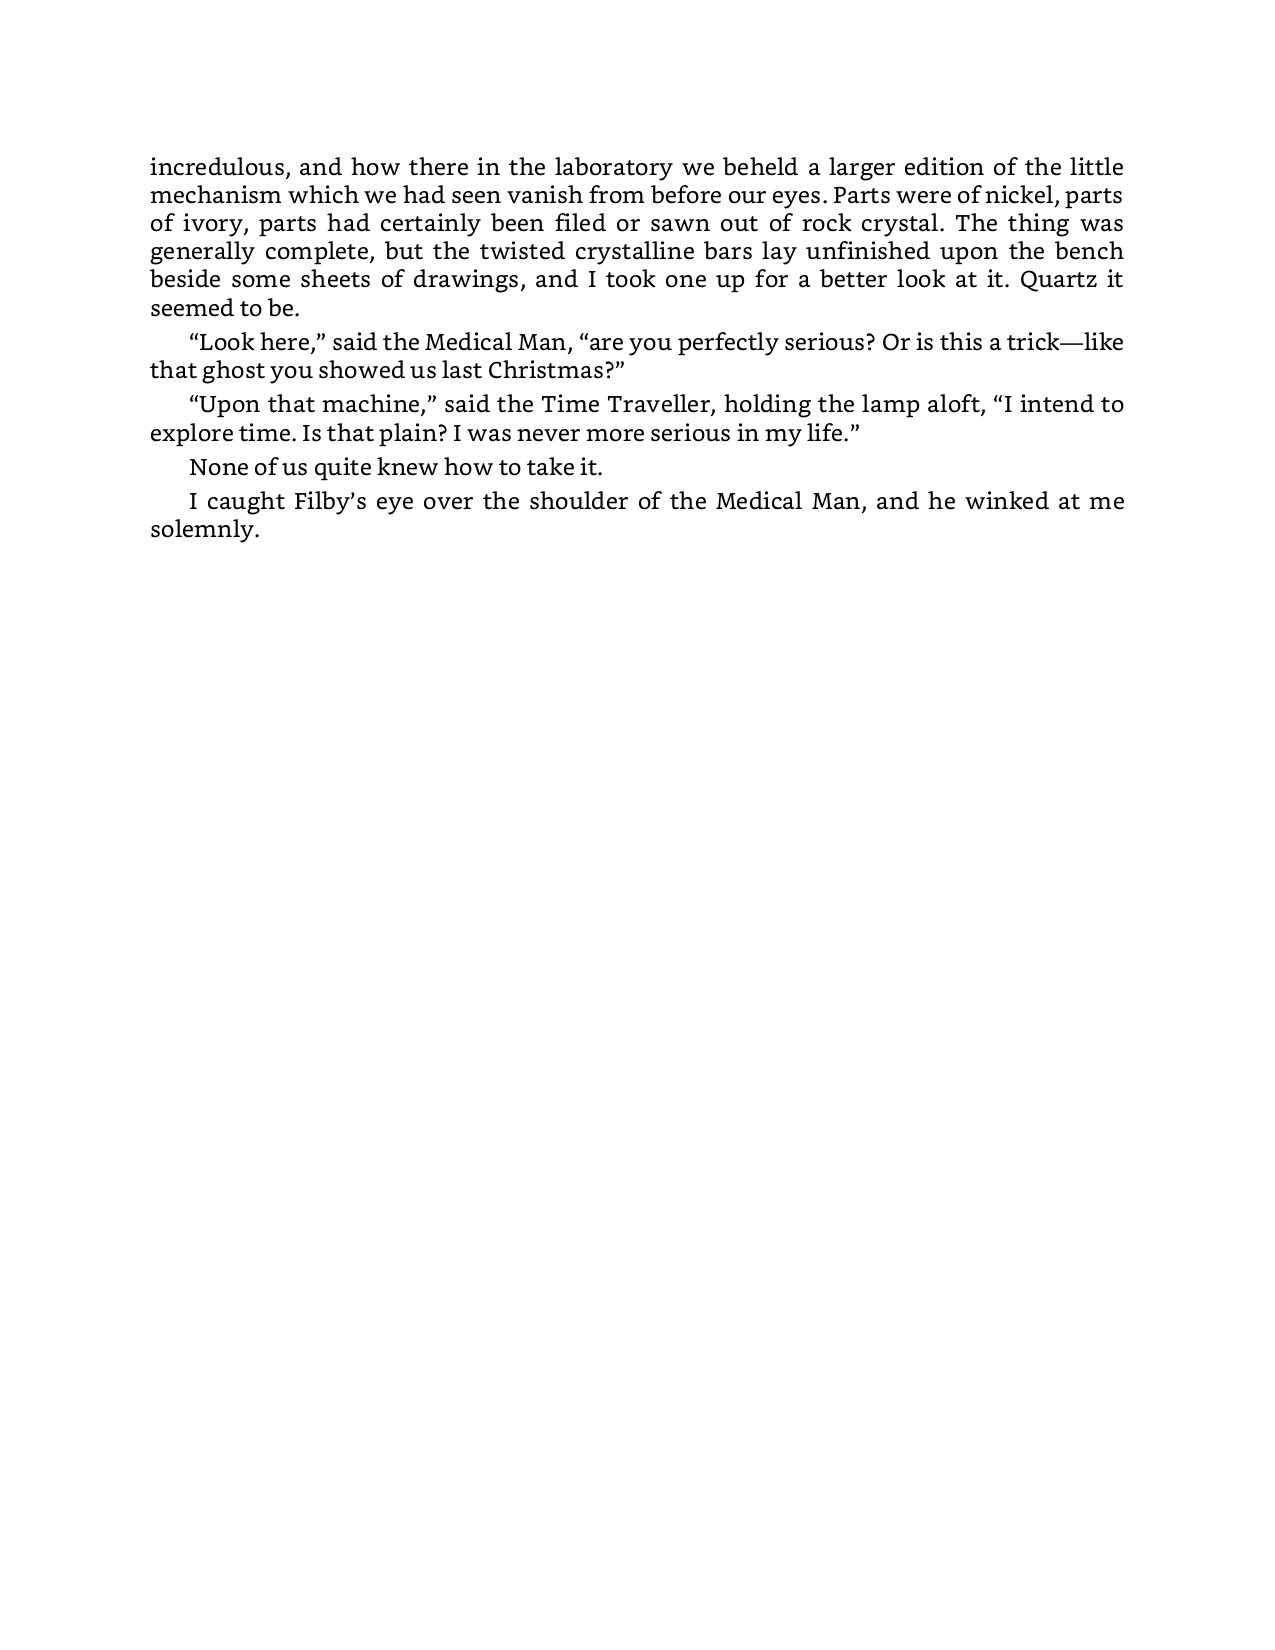 incredulous, and how there in the laboratory we beheld a larger edition of the little
mechanism which we had seen vanish from before our eyes. Parts were of nickel, parts
of ivory, parts had certainly been filed or sawn out of rock crystal. The thing was
generally complete, but the twisted crystalline bars lay unfinished upon the bench
beside some sheets of drawings, and I took one up for a better look at it. Quartz it
seemed to be.
“Look here,” said the Medical Man, “are you perfectly serious? Or is this a trick—like
that ghost you showed us last Christmas?”
“Upon that machine,” said the Time Traveller, holding the lamp aloft, “I intend to
explore time. Is that plain? I was never more serious in my life.”
None of us quite knew how to take it.
I caught Filby’s eye over the shoulder of the Medical Man, and he winked at me
solemnly.